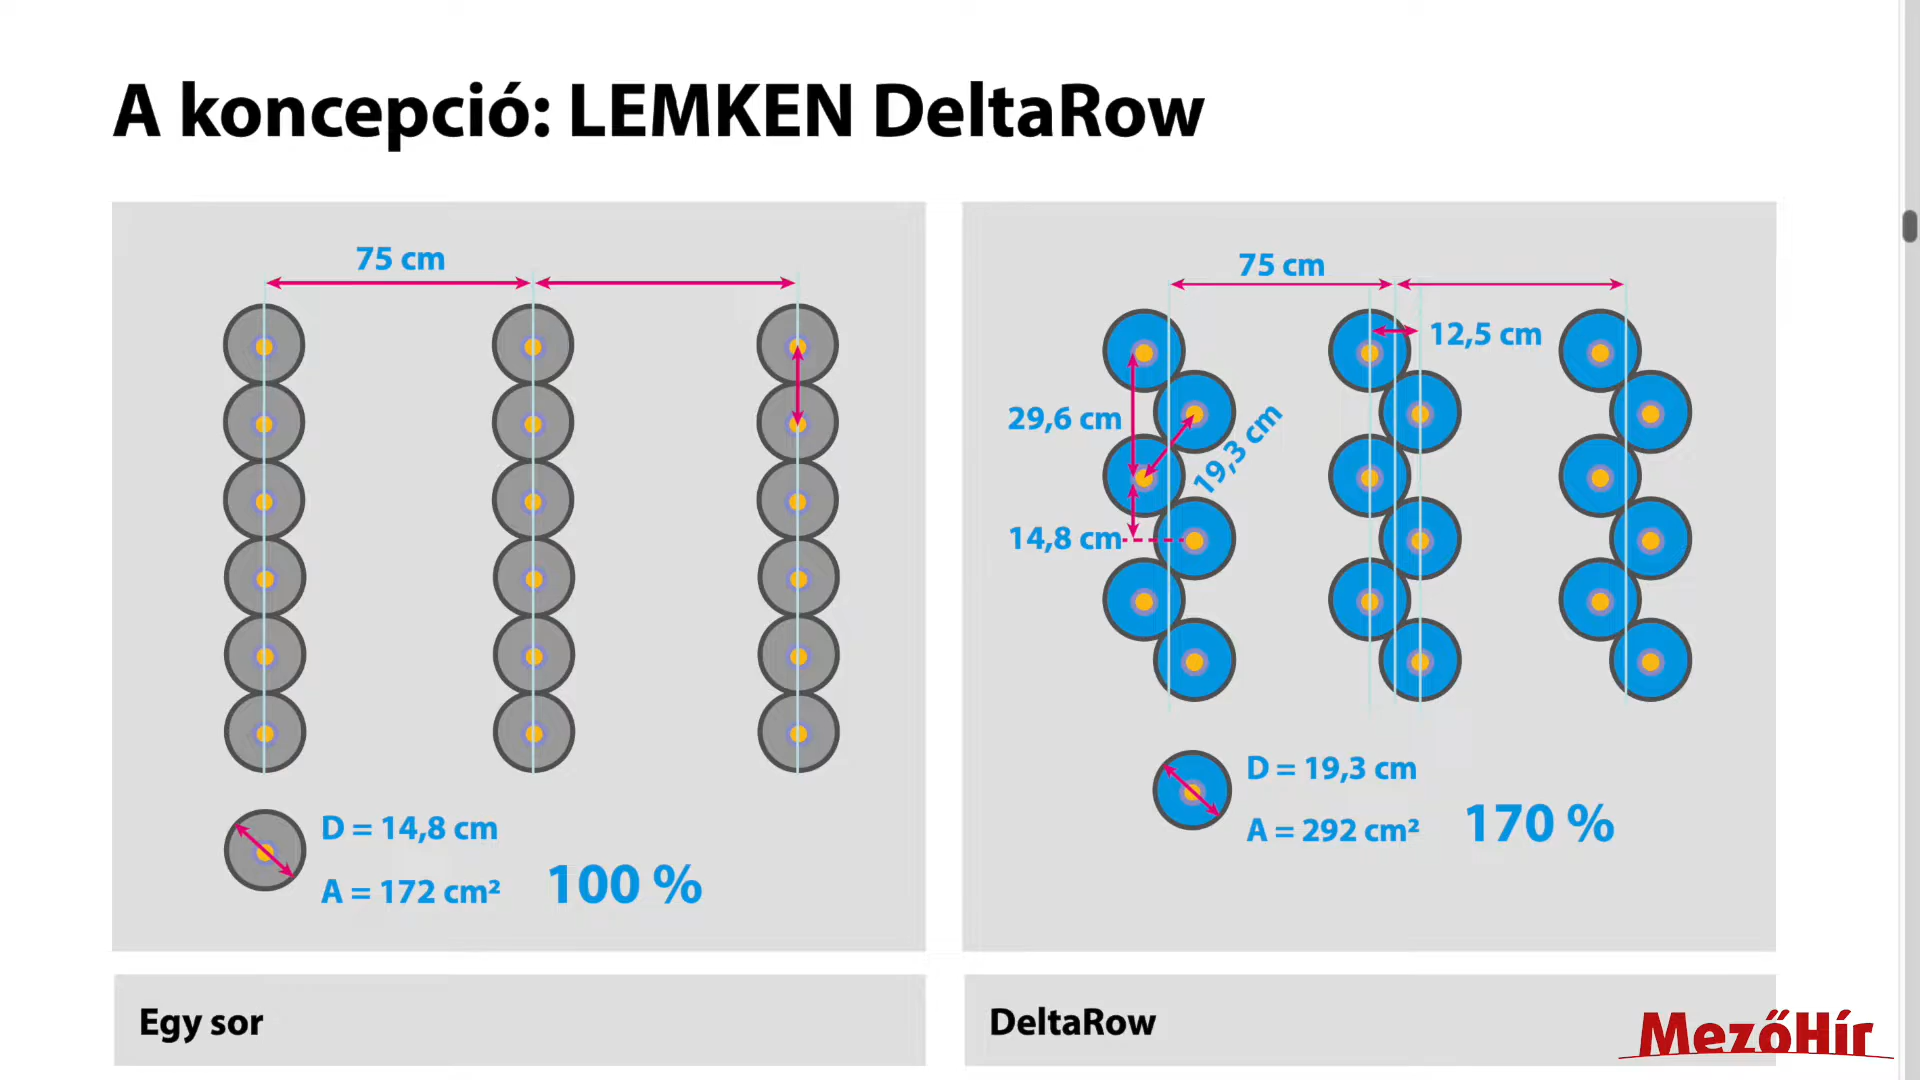 A koncepció: LEMKEN DeltaRow
75 cm
D = 14,8 cm
A = 172 cm²
100 %
Egy sor
75 cm
12,5 cm
29,6 cm
19,3 cm
14,8 cm
D = 19,3 cm
A = 292 cm²
170 %
DeltaRow
MezőHír